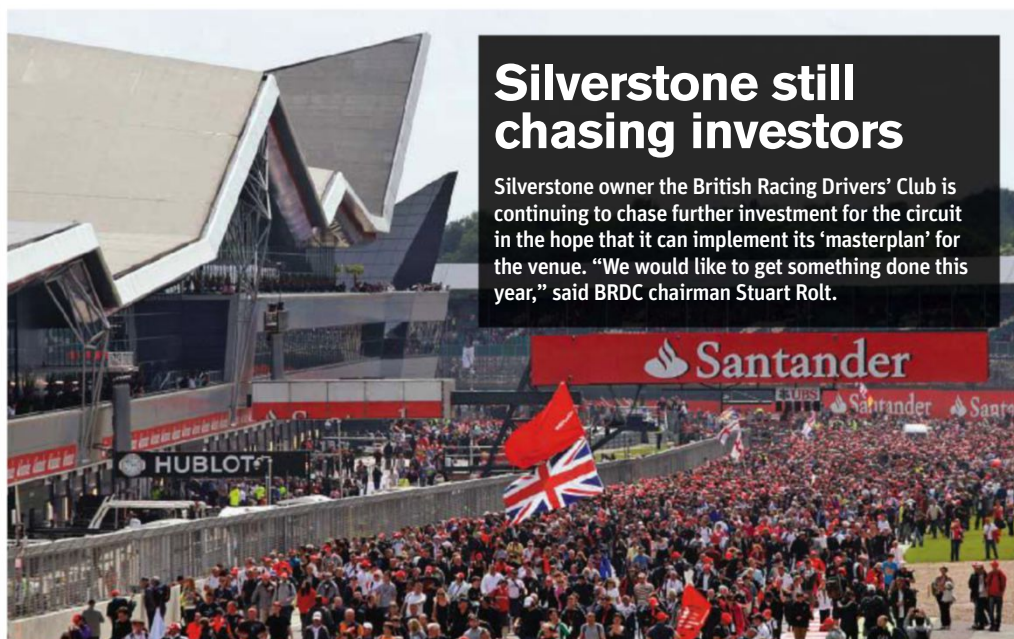 Silverstone still
chasing investors
Silverstone owner the British Racing Drivers’ Club is
continuing to chase further investment for the circuit
in the hope that it can implement its ‘masterplan’ for
the venue. “We would like to get something done this
year,” said BRDC chairman Stuart Rolt.
Santander
UBS
Santander
Sant
HUBLOT